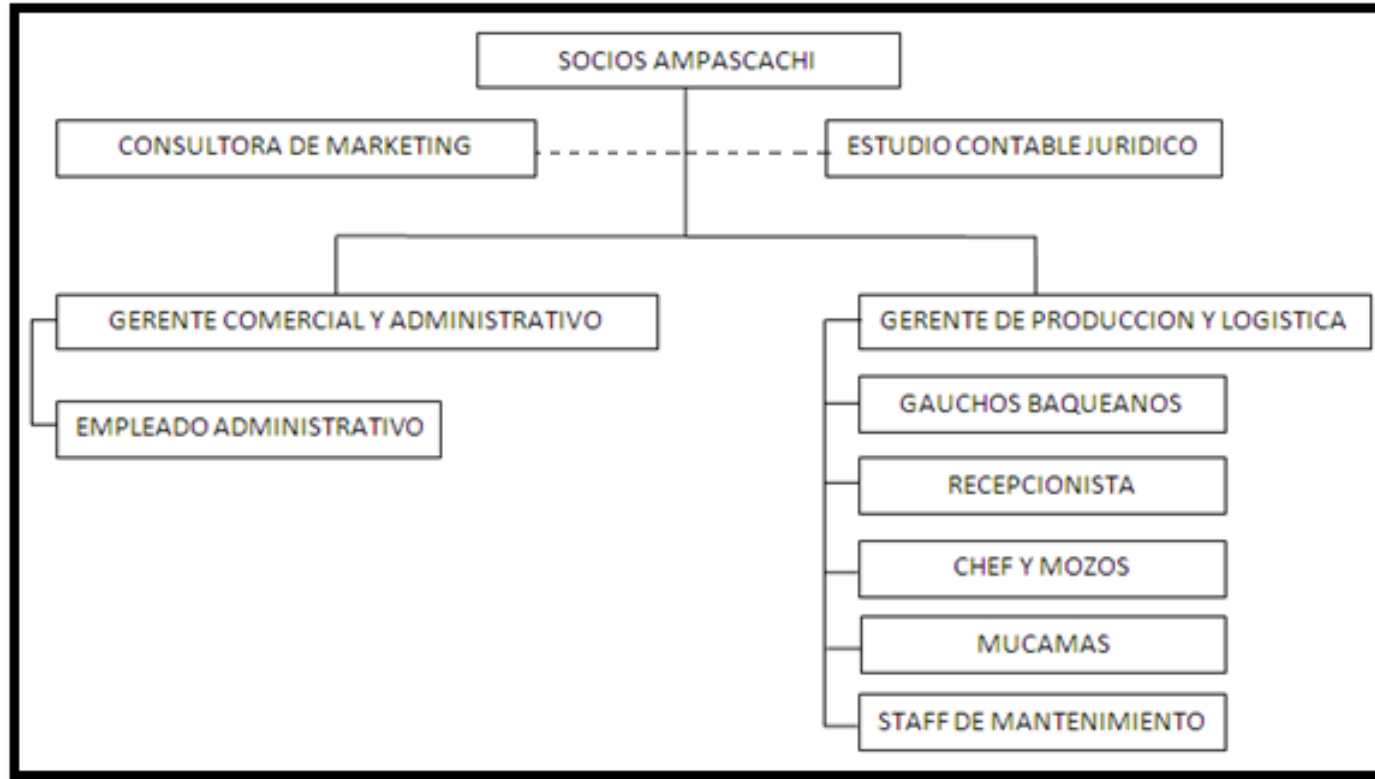 SOCIOS AMPASCACHI
CONSULTORA DE MARKETING
ESTUDIO CONTABLE JURIDICO
GERENTE COMERCIAL Y ADMINISTRATIVO
GERENTE DE PRODUCCION Y LOGISTICA
EMPLEADO ADMINISTRATIVO
GAUCHOS BAQUEANOS
RECEPCIONISTA
CHEF Y MOZOS
MUCAMAS
STAFF DE MANTENIMIENTO